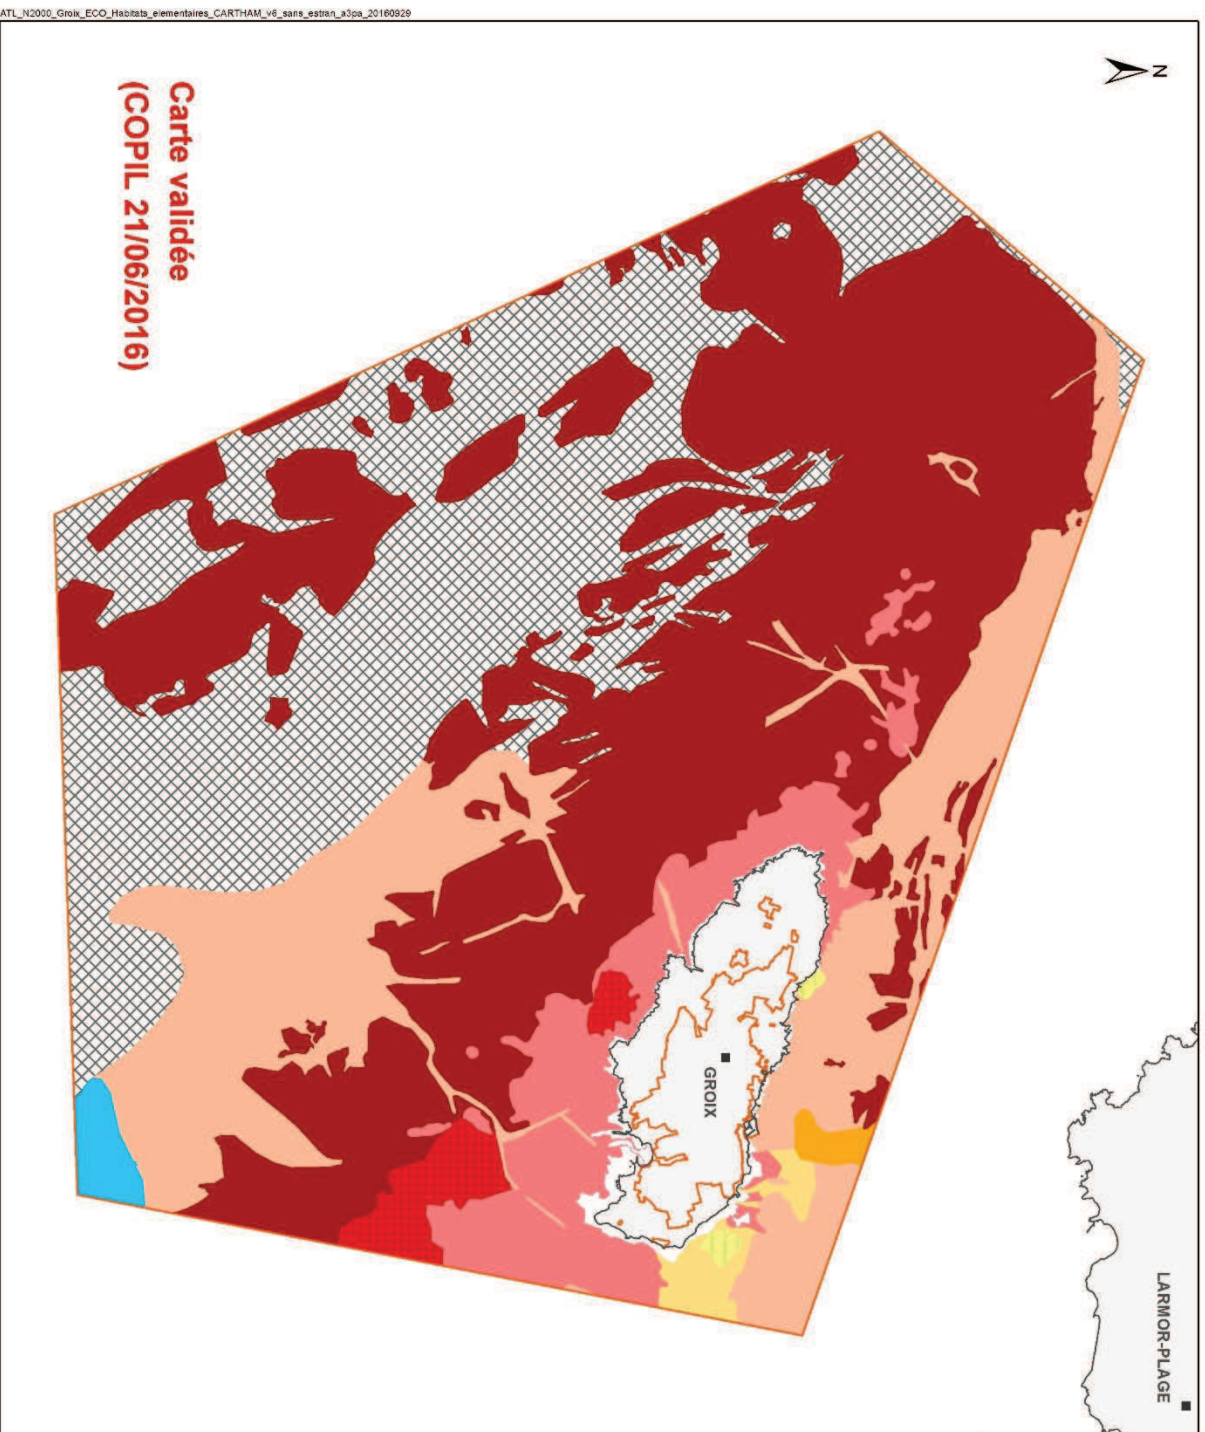 ATL_N2000_Groix_ECO_Habitats_elementaires_CARTHAM_v6_sans_estran_a3pa_20160929
N
Carte validée
(COPIL 21/06/2016)
GROIX
LARMOR-PLAGE